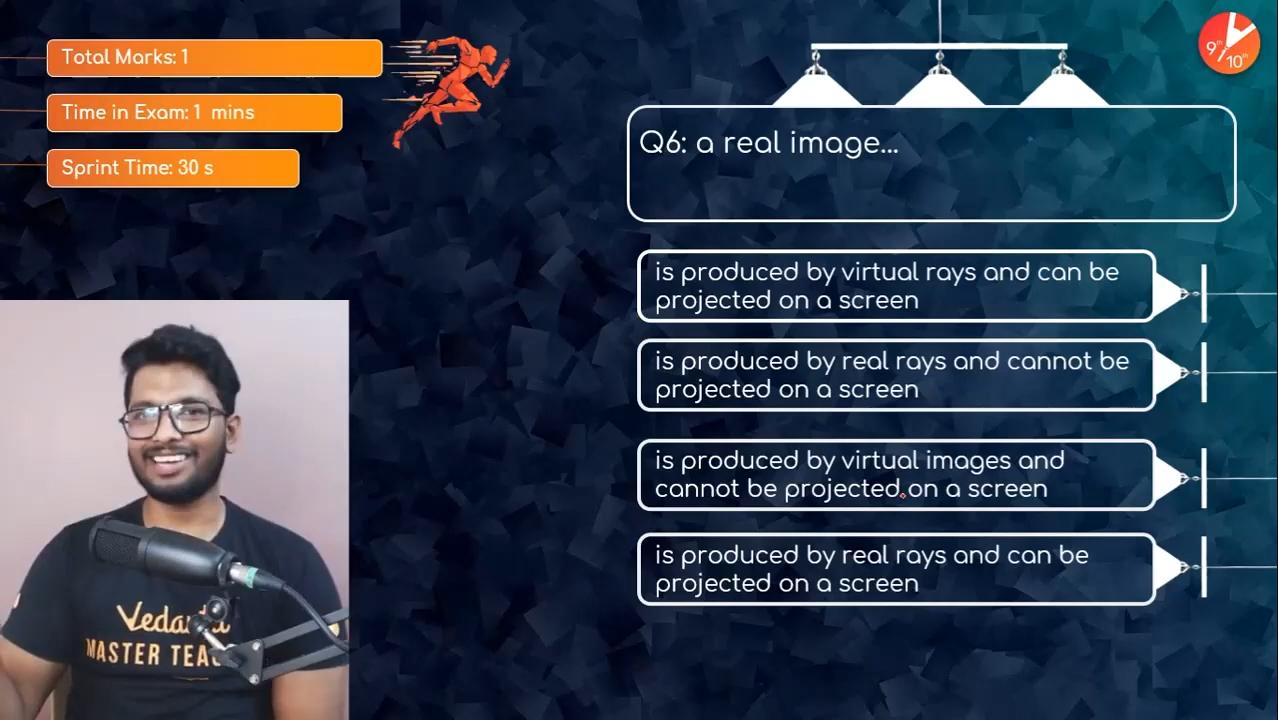 Total Marks: 1
Time in Exam: 1 mins
Sprint Time: 30 s
9th
10th
Q6: a real image...
is produced by virtual rays and can be
projected on a screen
is produced by real rays and cannot be
projected on a screen
is produced by virtual images and
cannot be projected on a screen
is produced by real rays and can be
projected on a screen
MASTER